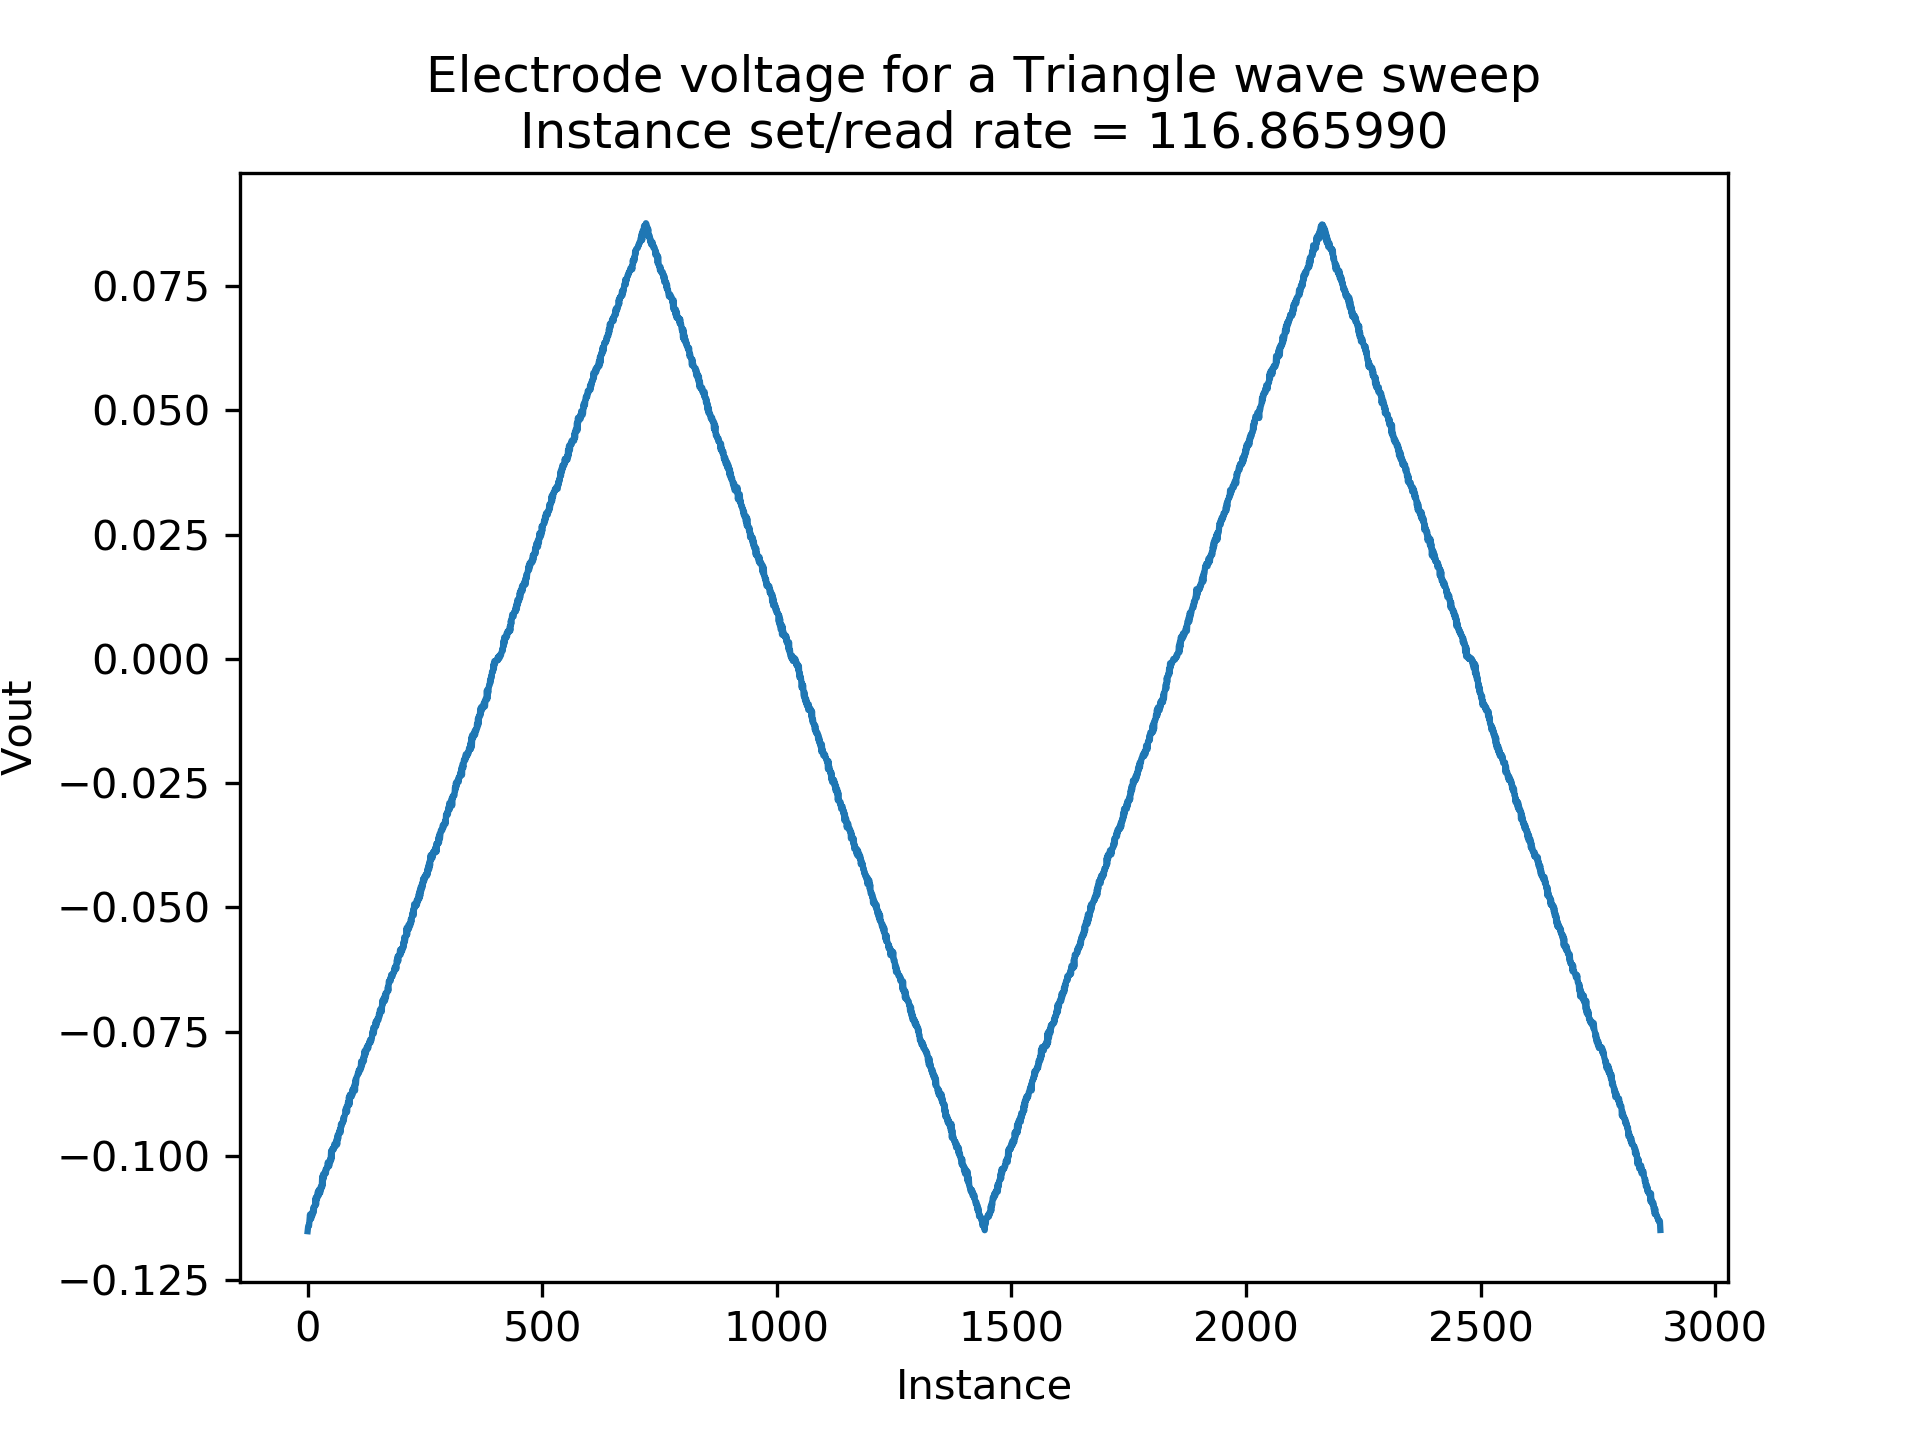 Electrode voltage for a Triangle wave sweep
Instance set/read rate = 116.865990
0.075
0.050
0.025
0.000
−0.025
−0.050
−0.075
−0.100
−0.125
Vout
0 500 1000 1500 2000 2500 3000
Instance